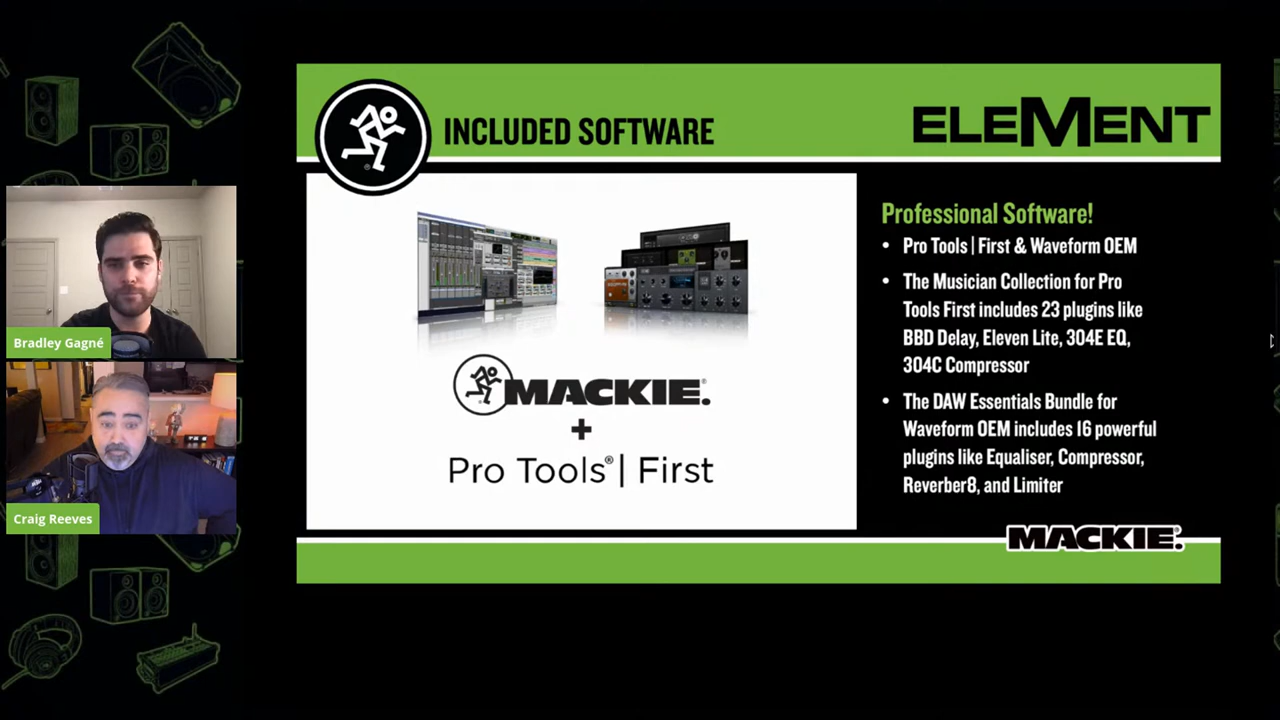 INCLUDED SOFTWARE
ELEMENT
Professional Software!
• Pro Tools | First & Waveform OEM
• The Musician Collection for Pro
Tools First includes 23 plugins like
BBD Delay, Eleven Lite, 304E EQ,
304C Compressor
• The DAW Essentials Bundle for
Waveform OEM includes 16 powerful
plugins like Equaliser, Compressor,
Reverber8, and Limiter
MACKIE®
+
Pro Tools® | First
MACKIE.
Bradley Gagné
Craig Reeves